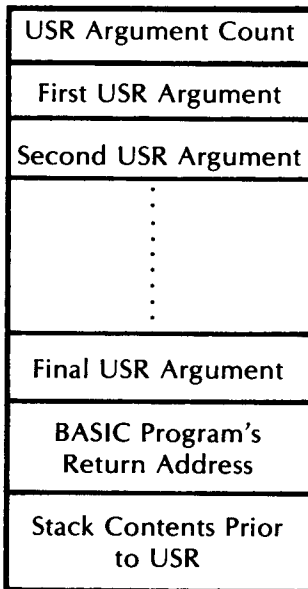 USR Argument Count
First USR Argument
Second USR Argument
Final USR Argument
BASIC Program's
Return Address
Stack Contents Prior
to USR